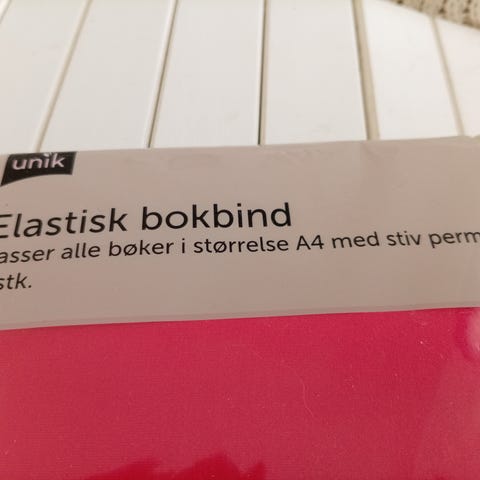 unik
Elastisk bokbind
asser alle bøker i størrelse A4 med stiv perm
stk.